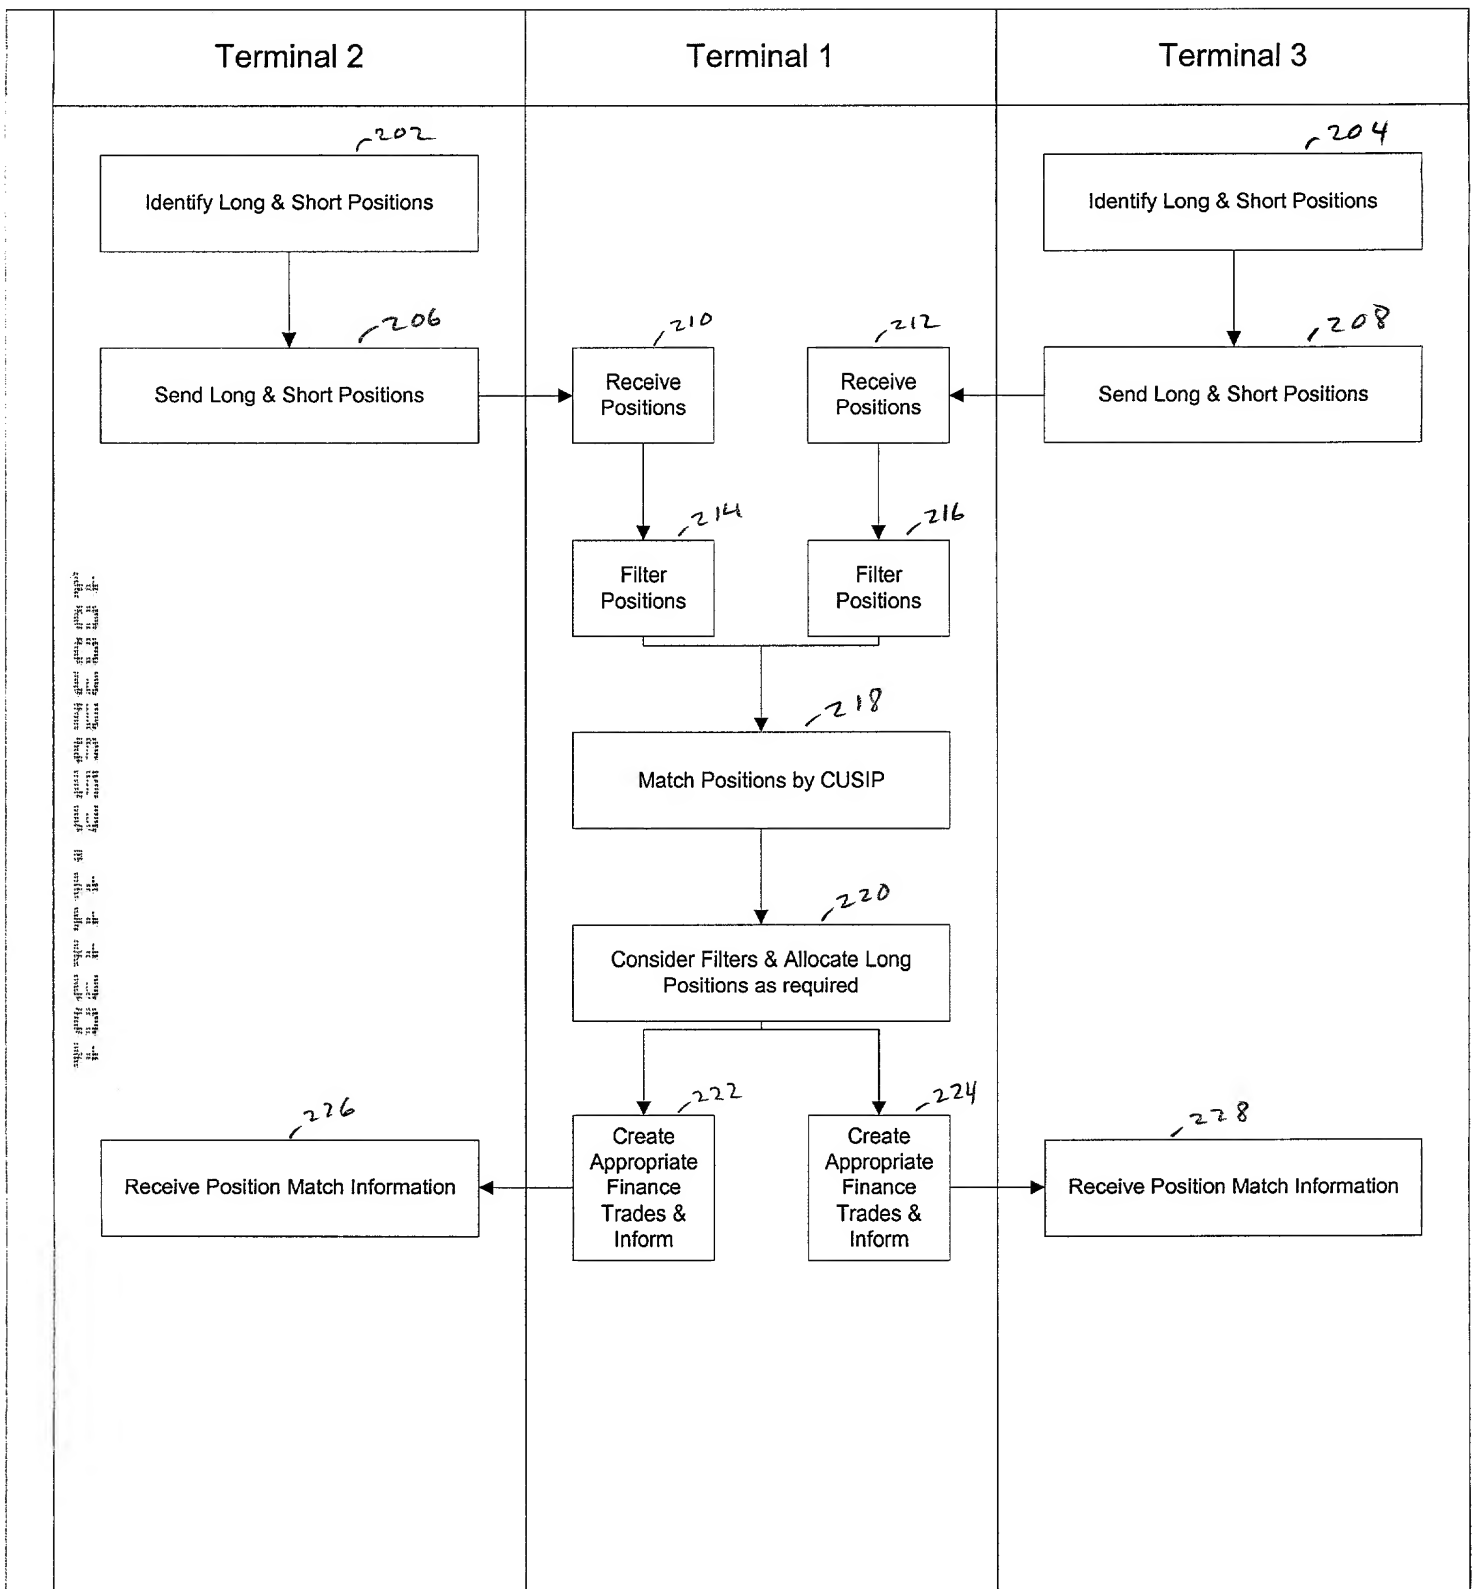 Terminal 2
Terminal 1
Terminal 3
202
204
Identify Long & Short Positions
Identify Long & Short Positions
206
210
212
208
Send Long & Short Positions
Receive
Positions
Receive
Positions
Send Long & Short Positions
214
216
Filter
Positions
Filter
Positions
218
Match Positions by CUSIP
220
Consider Filters & Allocate Long
Positions as required
222
224
226
228
Receive Position Match Information
Create
Appropriate
Finance
Trades &
Inform
Create
Appropriate
Finance
Trades &
Inform
Receive Position Match Information